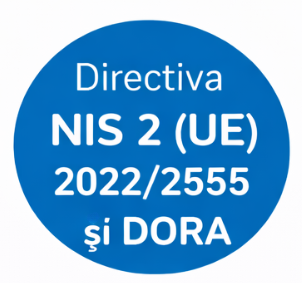 Directiva
NIS 2 (UE)
2022/2555
şi DORA